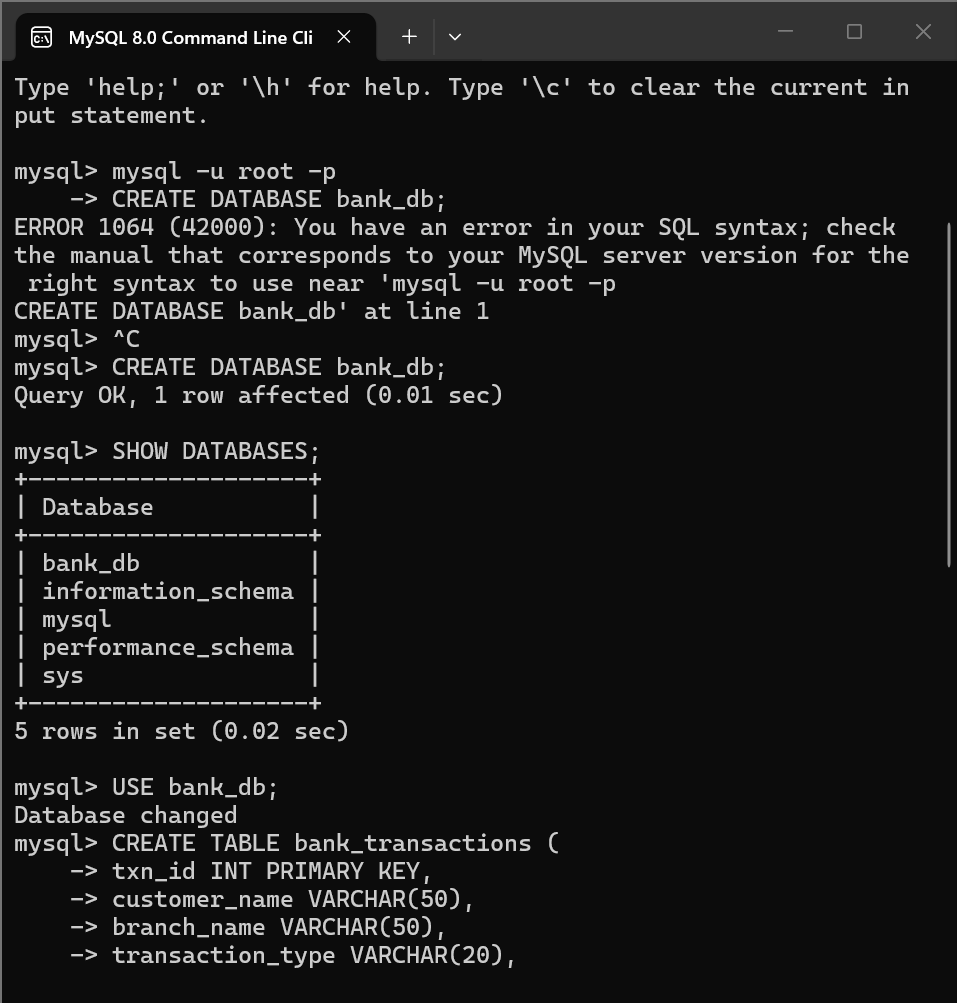 MySQL 8.0 Command Line Cli
Type 'help;' or '\h' for help. Type '\c' to clear the current in
put statement.
mysql> mysql -u root -p
    -> CREATE DATABASE bank_db;
ERROR 1064 (42000): You have an error in your SQL syntax; check
the manual that corresponds to your MySQL server version for the
 right syntax to use near 'mysql -u root -p
CREATE DATABASE bank_db' at line 1
mysql> ^C
mysql> CREATE DATABASE bank_db;
Query OK, 1 row affected (0.01 sec)
mysql> SHOW DATABASES;
+--------------------+
| Database           |
+--------------------+
| bank_db            |
| information_schema |
| mysql              |
| performance_schema |
| sys                |
+--------------------+
5 rows in set (0.02 sec)
mysql> USE bank_db;
Database changed
mysql> CREATE TABLE bank_transactions (
    -> txn_id INT PRIMARY KEY,
    -> customer_name VARCHAR(50),
    -> branch_name VARCHAR(50),
    -> transaction_type VARCHAR(20),